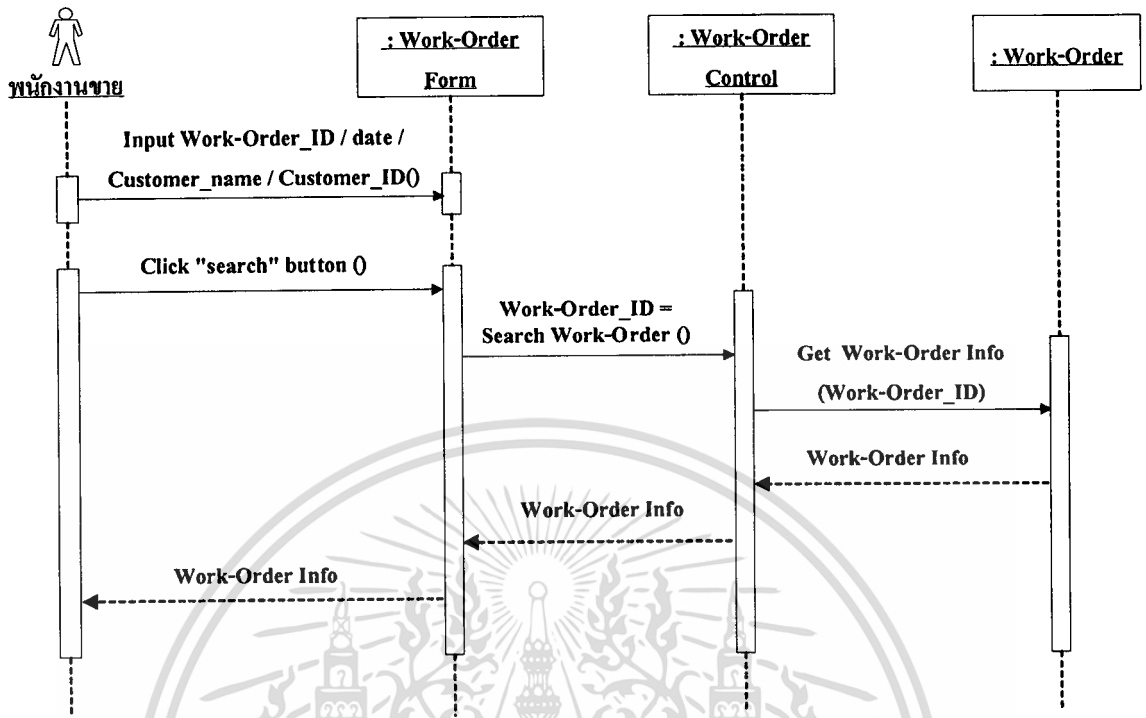 : Work-Order
Form
: Work-Order
Control
: Work-Order
พนักงานขาย
Input Work-Order_ID / date /
Customer_name / Customer_ID()
Click "search" button ()
Work-Order_ID =
Search Work-Order ()
Get Work-Order Info
(Work-Order_ID)
Work-Order Info
Work-Order Info
Work-Order Info